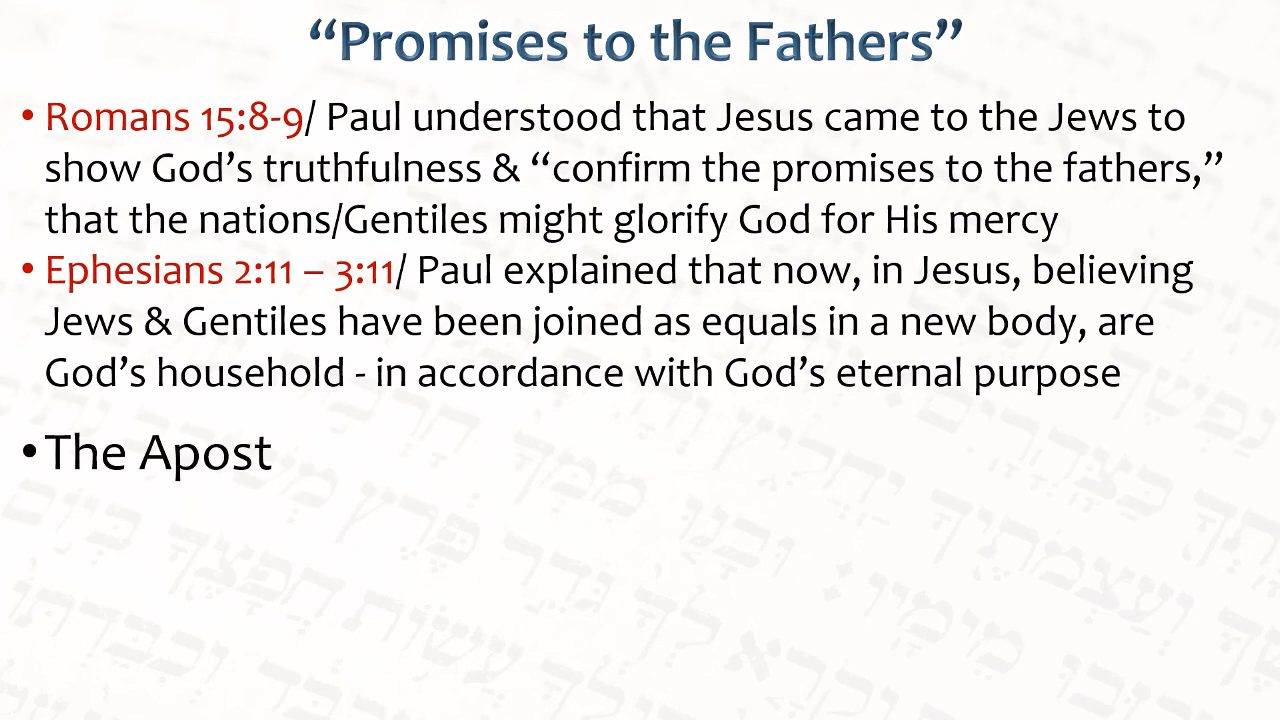 “Promises to the Fathers”
• Romans 15:8-9/ Paul understood that Jesus came to the Jews to
show God’s truthfulness & “confirm the promises to the fathers,”
that the nations/Gentiles might glorify God for His mercy
• Ephesians 2:11 – 3:11/ Paul explained that now, in Jesus, believing
Jews & Gentiles have been joined as equals in a new body, are
God’s household - in accordance with God’s eternal purpose
• The Apost